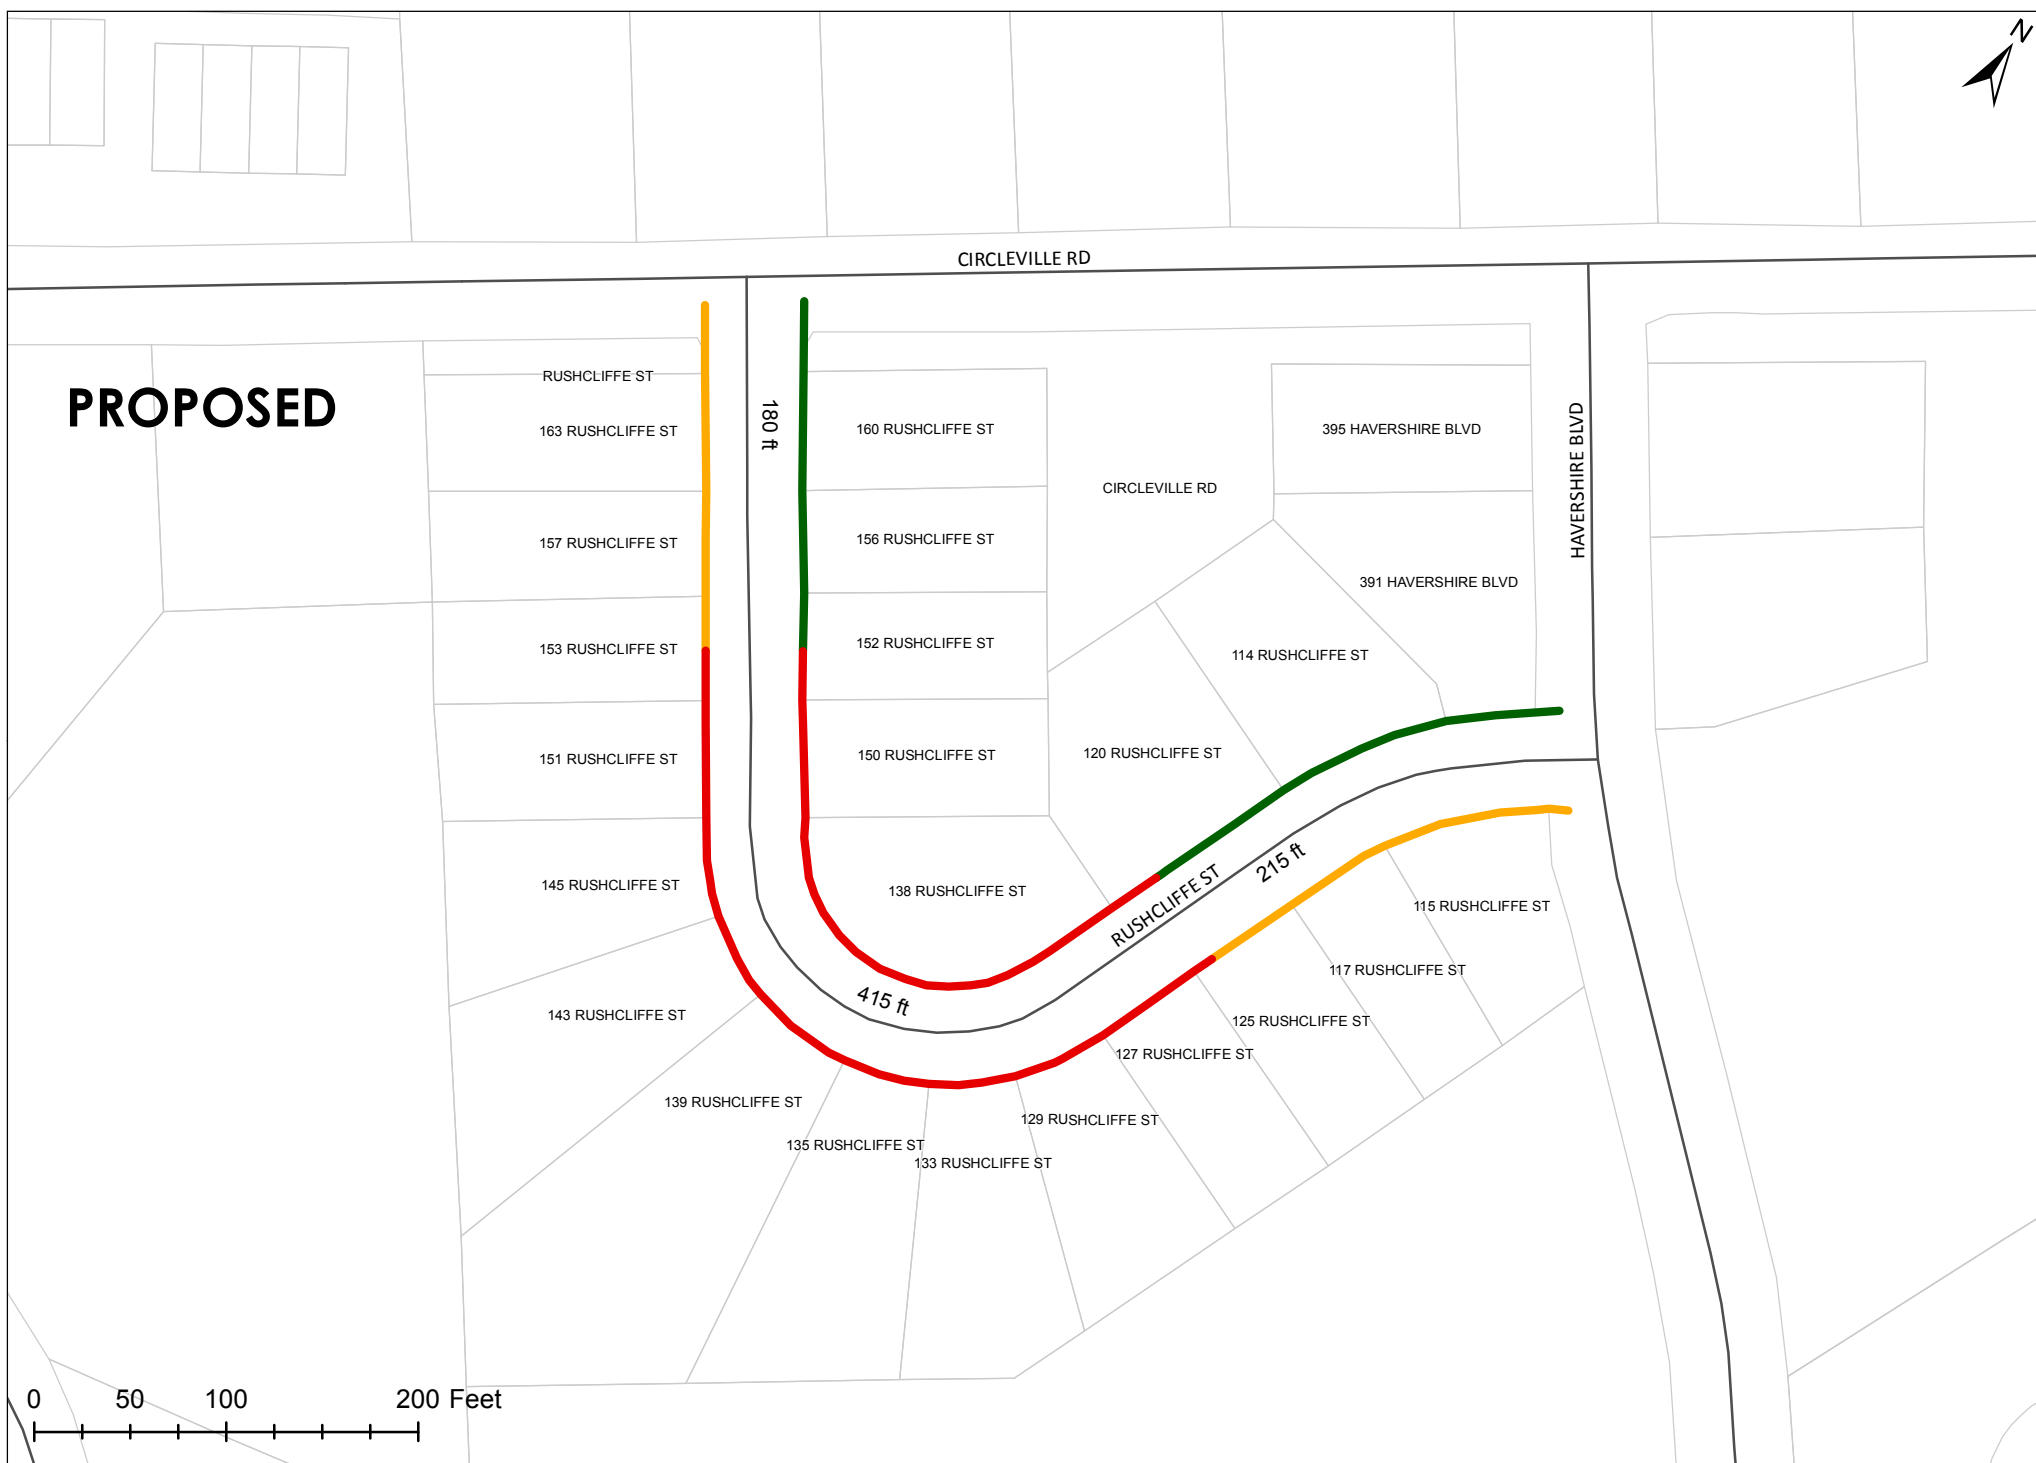 N
CIRCLEVILLE RD
PROPOSED
RUSHCLIFFE ST
163 RUSHCLIFFE ST
180 ft
160 RUSHCLIFFE ST
395 HAVERSHIRE BLVD
HAVERSHIRE BLVD
CIRCLEVILLE RD
157 RUSHCLIFFE ST
156 RUSHCLIFFE ST
391 HAVERSHIRE BLVD
153 RUSHCLIFFE ST
152 RUSHCLIFFE ST
114 RUSHCLIFFE ST
151 RUSHCLIFFE ST
150 RUSHCLIFFE ST
120 RUSHCLIFFE ST
145 RUSHCLIFFE ST
138 RUSHCLIFFE ST
RUSHCLIFFE ST
215 ft
115 RUSHCLIFFE ST
117 RUSHCLIFFE ST
415 ft
143 RUSHCLIFFE ST
125 RUSHCLIFFE ST
127 RUSHCLIFFE ST
139 RUSHCLIFFE ST
129 RUSHCLIFFE ST
135 RUSHCLIFFE ST
133 RUSHCLIFFE ST
0 50 100 200 Feet